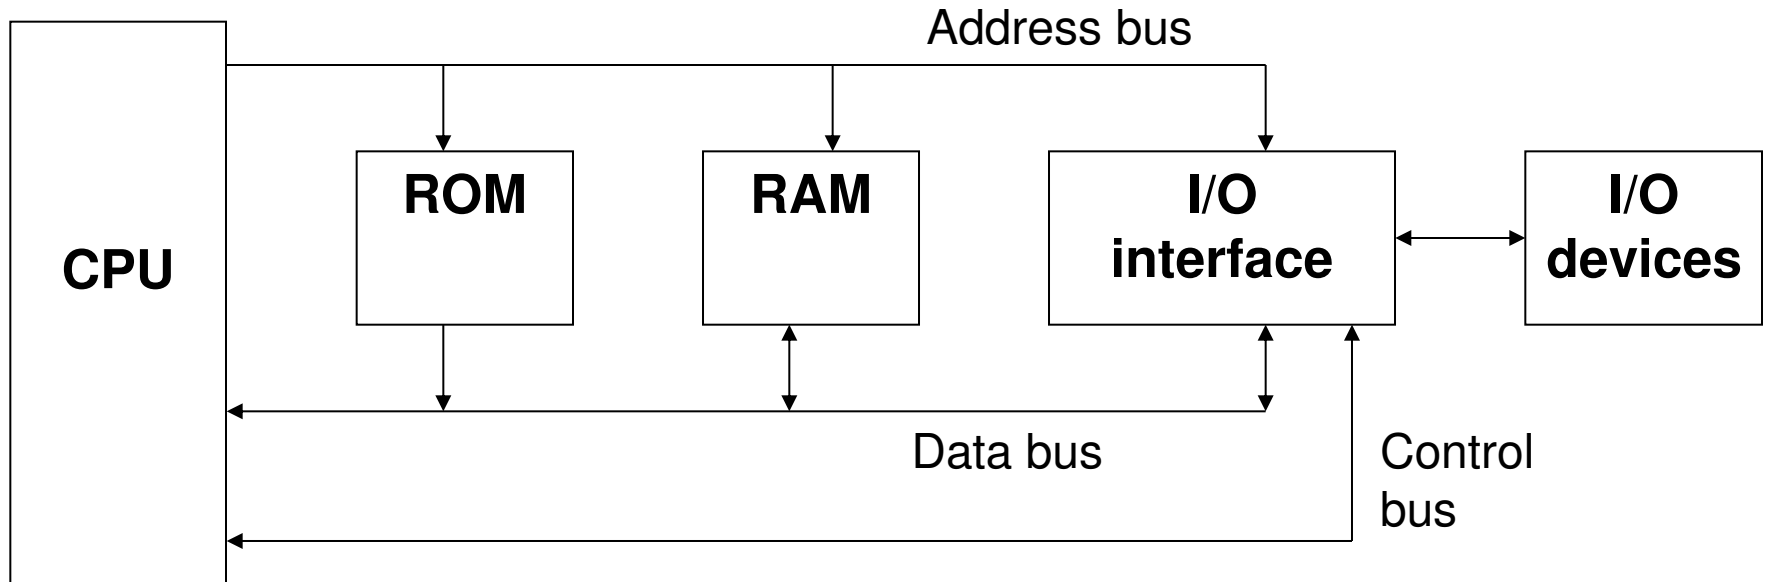 Address bus
ROM
RAM
I/O
interface
I/O
devices
CPU
Data bus
Control
bus